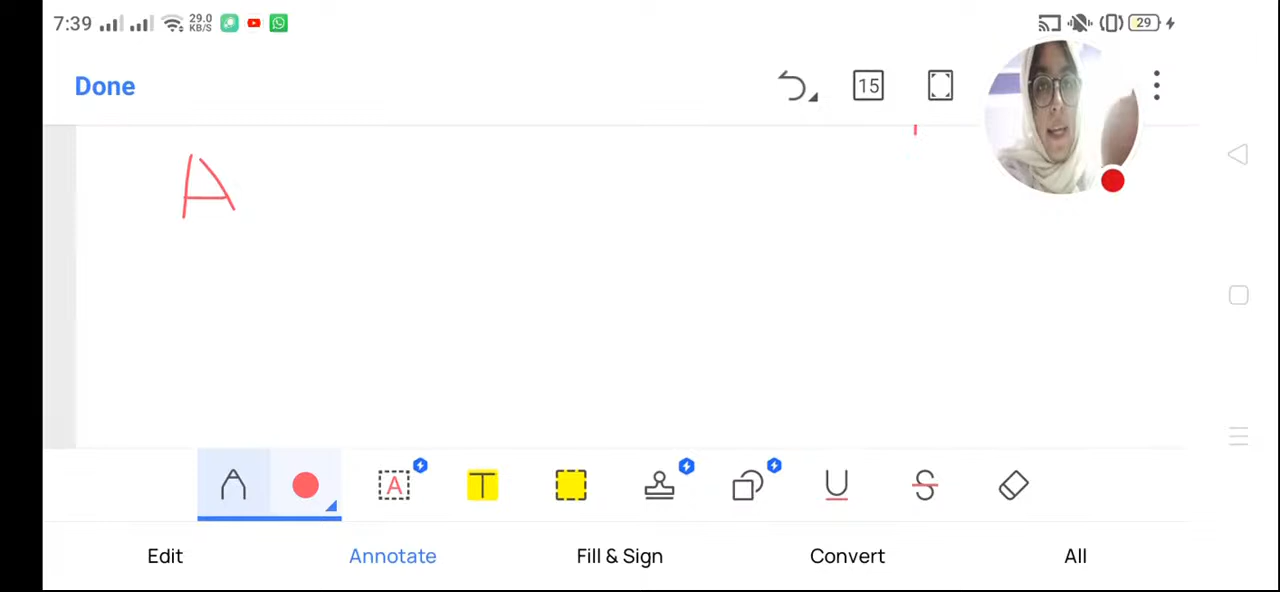 7:39 29.0 KB/S 29
Done 15
A
A T U S
Edit Annotate Fill & Sign Convert All